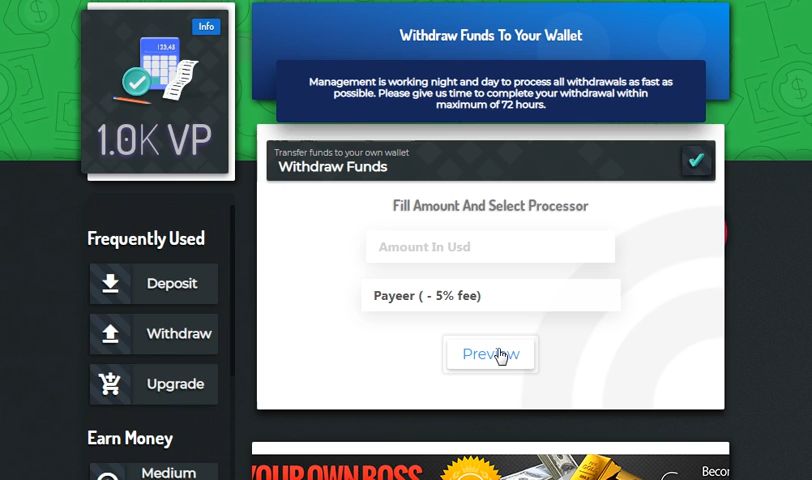 Info
123,45
1.0K VP
Withdraw Funds To Your Wallet
Management is working night and day to process all withdrawals as fast as
possible. Please give us time to complete your withdrawal within
maximum of 72 hours.
Transfer funds to your own wallet
Withdraw Funds
Fill Amount And Select Processor
Amount In Usd
Payeer ( - 5% fee)
Preview
Frequently Used
Deposit
Withdraw
Upgrade
Earn Money
Medium
YOUR OWN BOSS
Becom